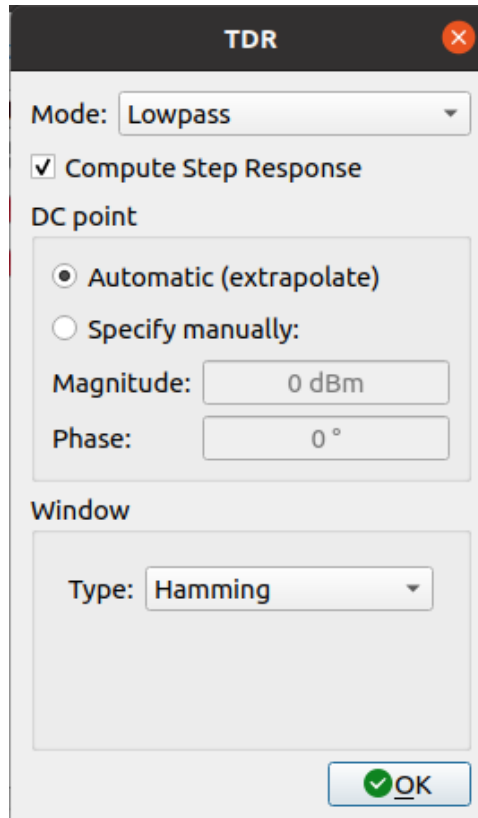 TDR
Mode: Lowpass
Compute Step Response
DC point
Automatic (extrapolate)
Specify manually:
Magnitude: 0 dBm
Phase: 0 °
Window
Type: Hamming
OK